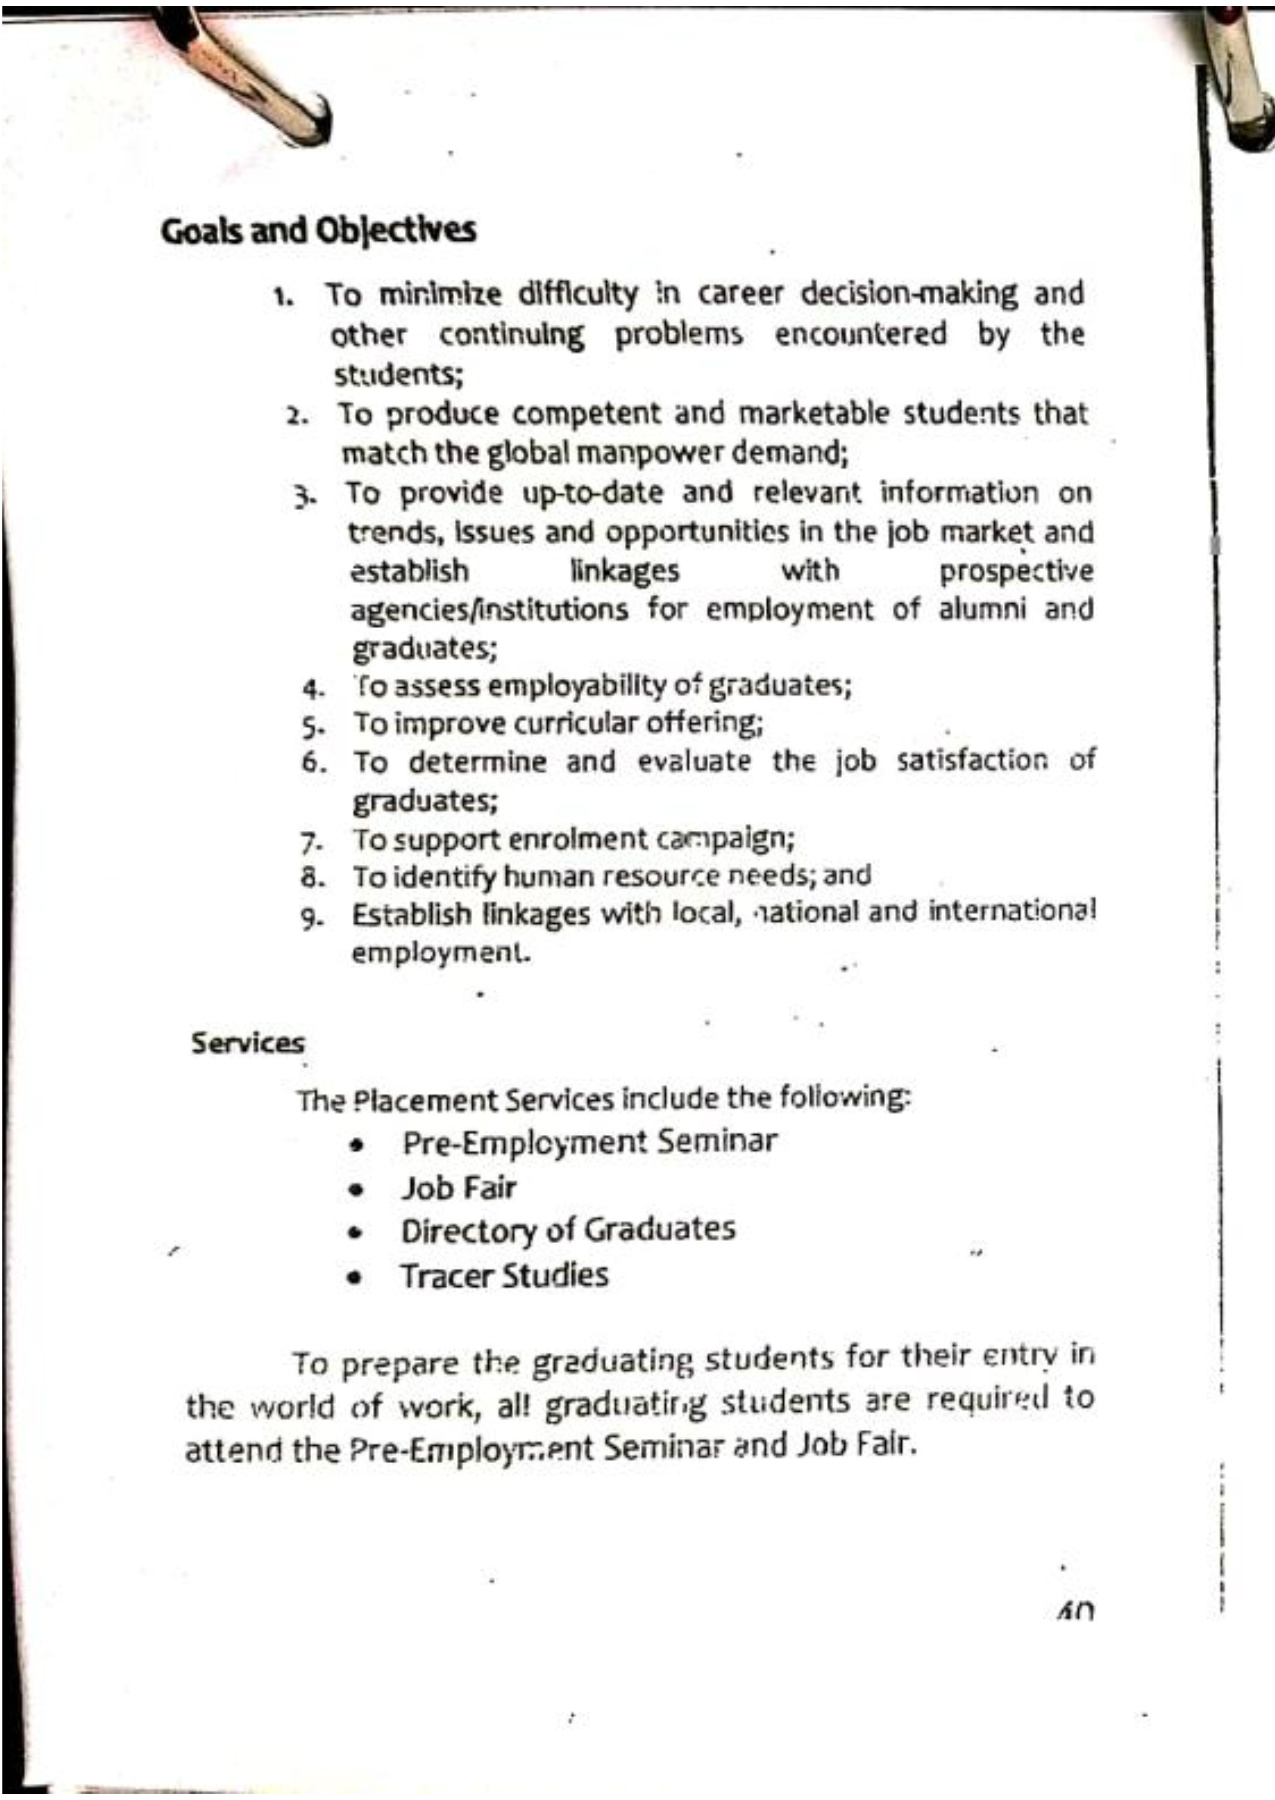 Goals and Objectives
1. To minimize difficulty in career decision-making and
other continuing problems encountered by the
students;
2. To produce competent and marketable students that
match the global manpower demand;
3. To provide up-to-date and relevant information on
trends, issues and opportunities in the job market and
establish linkages with prospective
agencies/institutions for employment of alumni and
graduates;
4. To assess employability of graduates;
5. To improve curricular offering;
6. To determine and evaluate the job satisfaction of
graduates;
7. To support enrolment campaign;
8. To identify human resource needs; and
9. Establish linkages with local, national and international
employment.
Services
The Placement Services include the following:
• Pre-Employment Seminar
• Job Fair
• Directory of Graduates
• Tracer Studies
To prepare the graduating students for their entry in
the world of work, all graduating students are required to
attend the Pre-Employment Seminar and Job Fair.